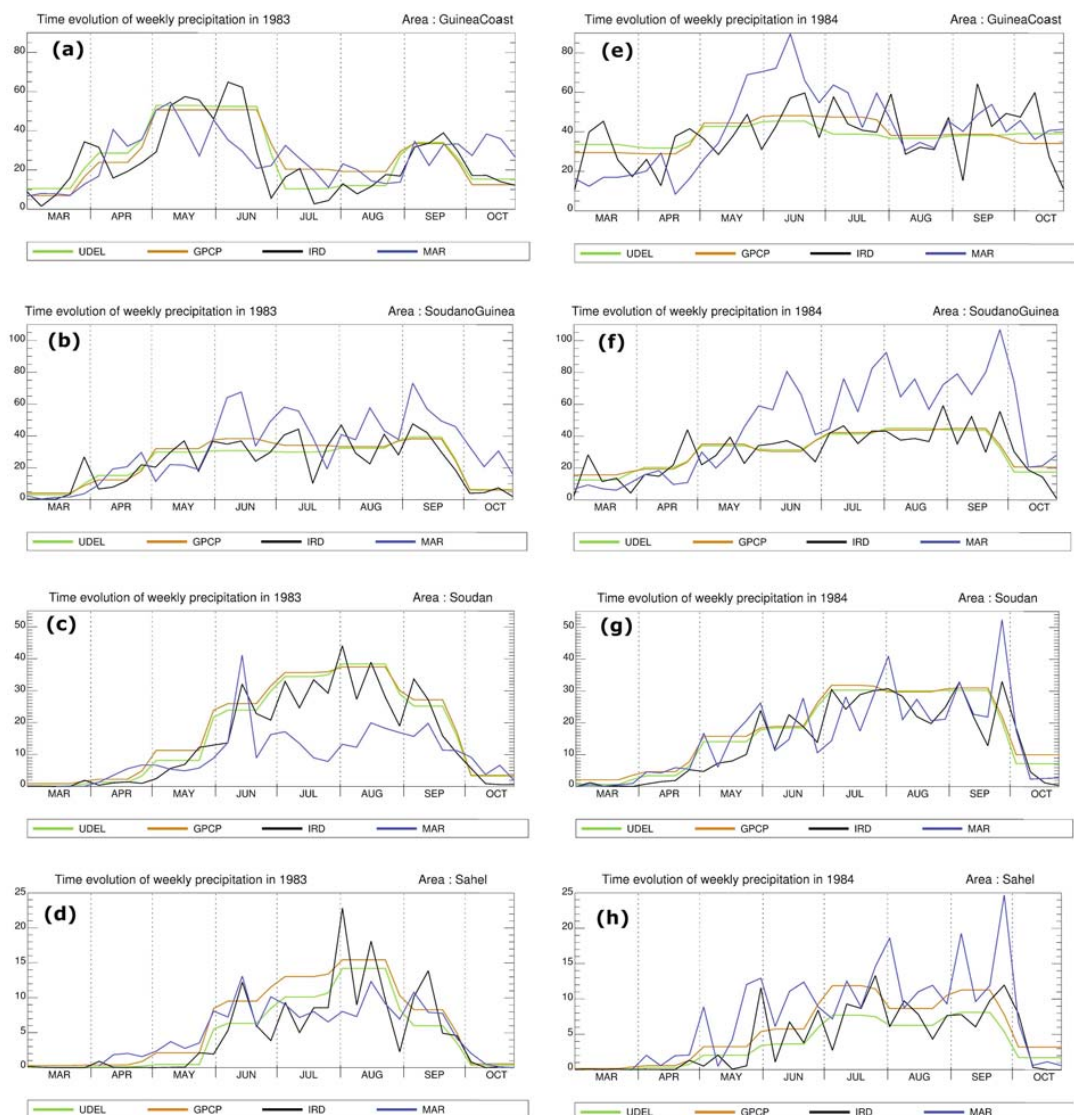 Time evolution of weekly precipitation in 1983 Area : GuineaCoast
(a)
80
60
40
20
0
MAR APR MAY JUN JUL AUG SEP OCT
UDEL GPCP IRD MAR
Time evolution of weekly precipitation in 1984 Area : GuineaCoast
(e)
80
60
40
20
0
MAR APR MAY JUN JUL AUG SEP OCT
UDEL GPCP IRD MAR
Time evolution of weekly precipitation in 1983 Area : SoudanoGuinea
(b)
100
80
60
40
20
0
MAR APR MAY JUN JUL AUG SEP OCT
UDEL GPCP IRD MAR
Time evolution of weekly precipitation in 1984 Area : SoudanoGuinea
(f)
100
80
60
40
20
0
MAR APR MAY JUN JUL AUG SEP OCT
UDEL GPCP IRD MAR
Time evolution of weekly precipitation in 1983 Area : Soudan
(c)
50
40
30
20
10
0
MAR APR MAY JUN JUL AUG SEP OCT
UDEL GPCP IRD MAR
Time evolution of weekly precipitation in 1984 Area : Soudan
(g)
50
40
30
20
10
0
MAR APR MAY JUN JUL AUG SEP OCT
UDEL GPCP IRD MAR
Time evolution of weekly precipitation in 1983 Area : Sahel
(d)
25
20
15
10
5
0
MAR APR MAY JUN JUL AUG SEP OCT
UDEL GPCP IRD MAR
Time evolution of weekly precipitation in 1984 Area : Sahel
(h)
25
20
15
10
5
0
MAR APR MAY JUN JUL AUG SEP OCT
UDEL GPCP IRD MAR